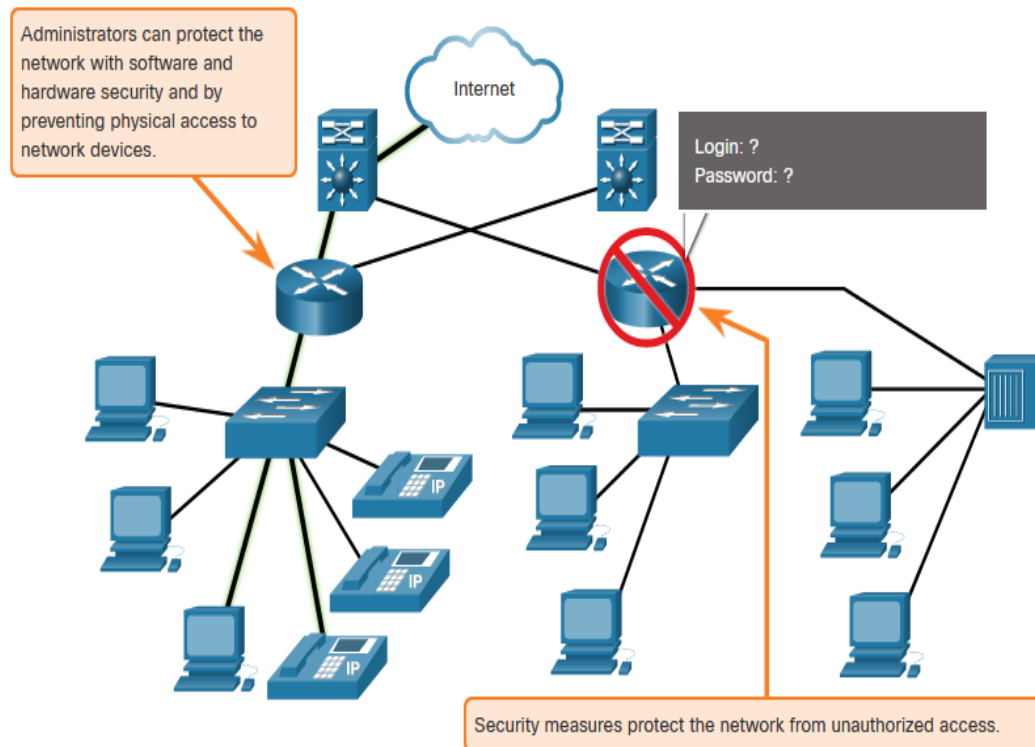 Administrators can protect the
network with software and
hardware security and by
preventing physical access to
network devices.
Internet
Login: ?
Password: ?
IP
IP
IP
Security measures protect the network from unauthorized access.